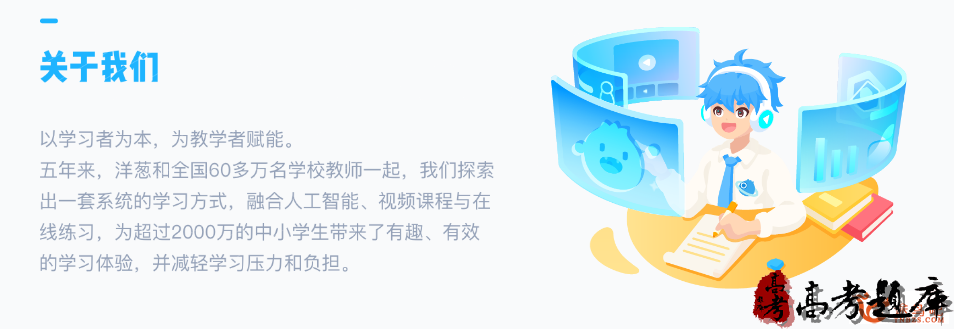 关于我们
以学习者为本，为教学者赋能。
五年来，洋葱和全国60多万名学校教师一起，我们探索
出一套系统的学习方式，融合人工智能、视频课程与在
线练习，为超过2000万的中小学生带来了有趣、有效
的学习体验，并减轻学习压力和负担。
高考
高考题库